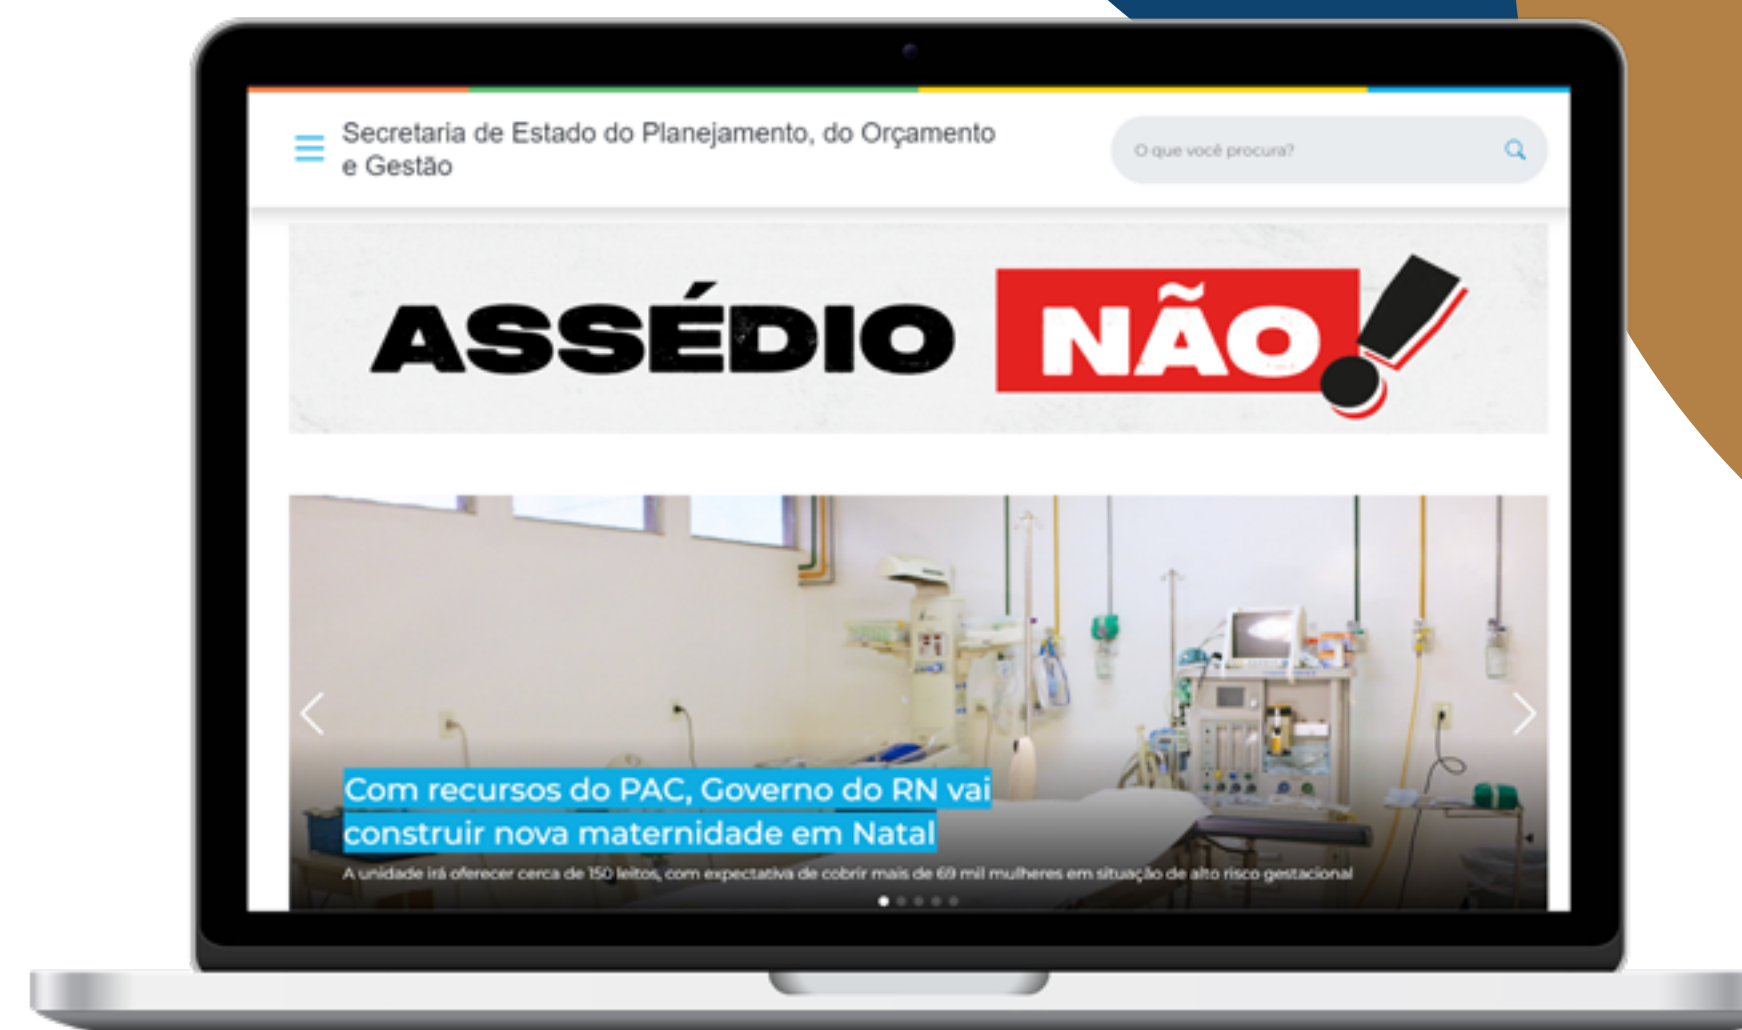 Secretaria de Estado do Planejamento, do Orçamento
e Gestão
O que você procura?
ASSÉDIO NÃO!
Com recursos do PAC, Governo do RN vai
construir nova maternidade em Natal
A unidade irá oferecer cerca de 150 leitos, com expectativa de cobrir mais de 69 mil mulheres em situação de alto risco gestacional